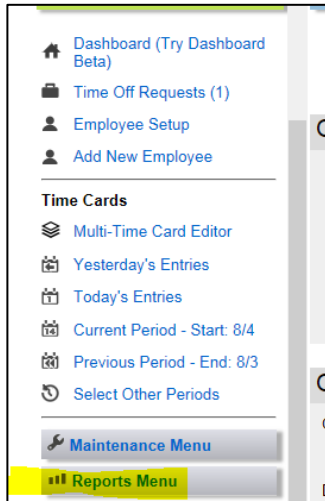 Dashboard (Try Dashboard
Beta)
Time Off Requests (1)
Employee Setup
Add New Employee
Time Cards
Multi-Time Card Editor
Yesterday's Entries
Today's Entries
Current Period - Start: 8/4
Previous Period - End: 8/3
Select Other Periods
Maintenance Menu
Reports Menu